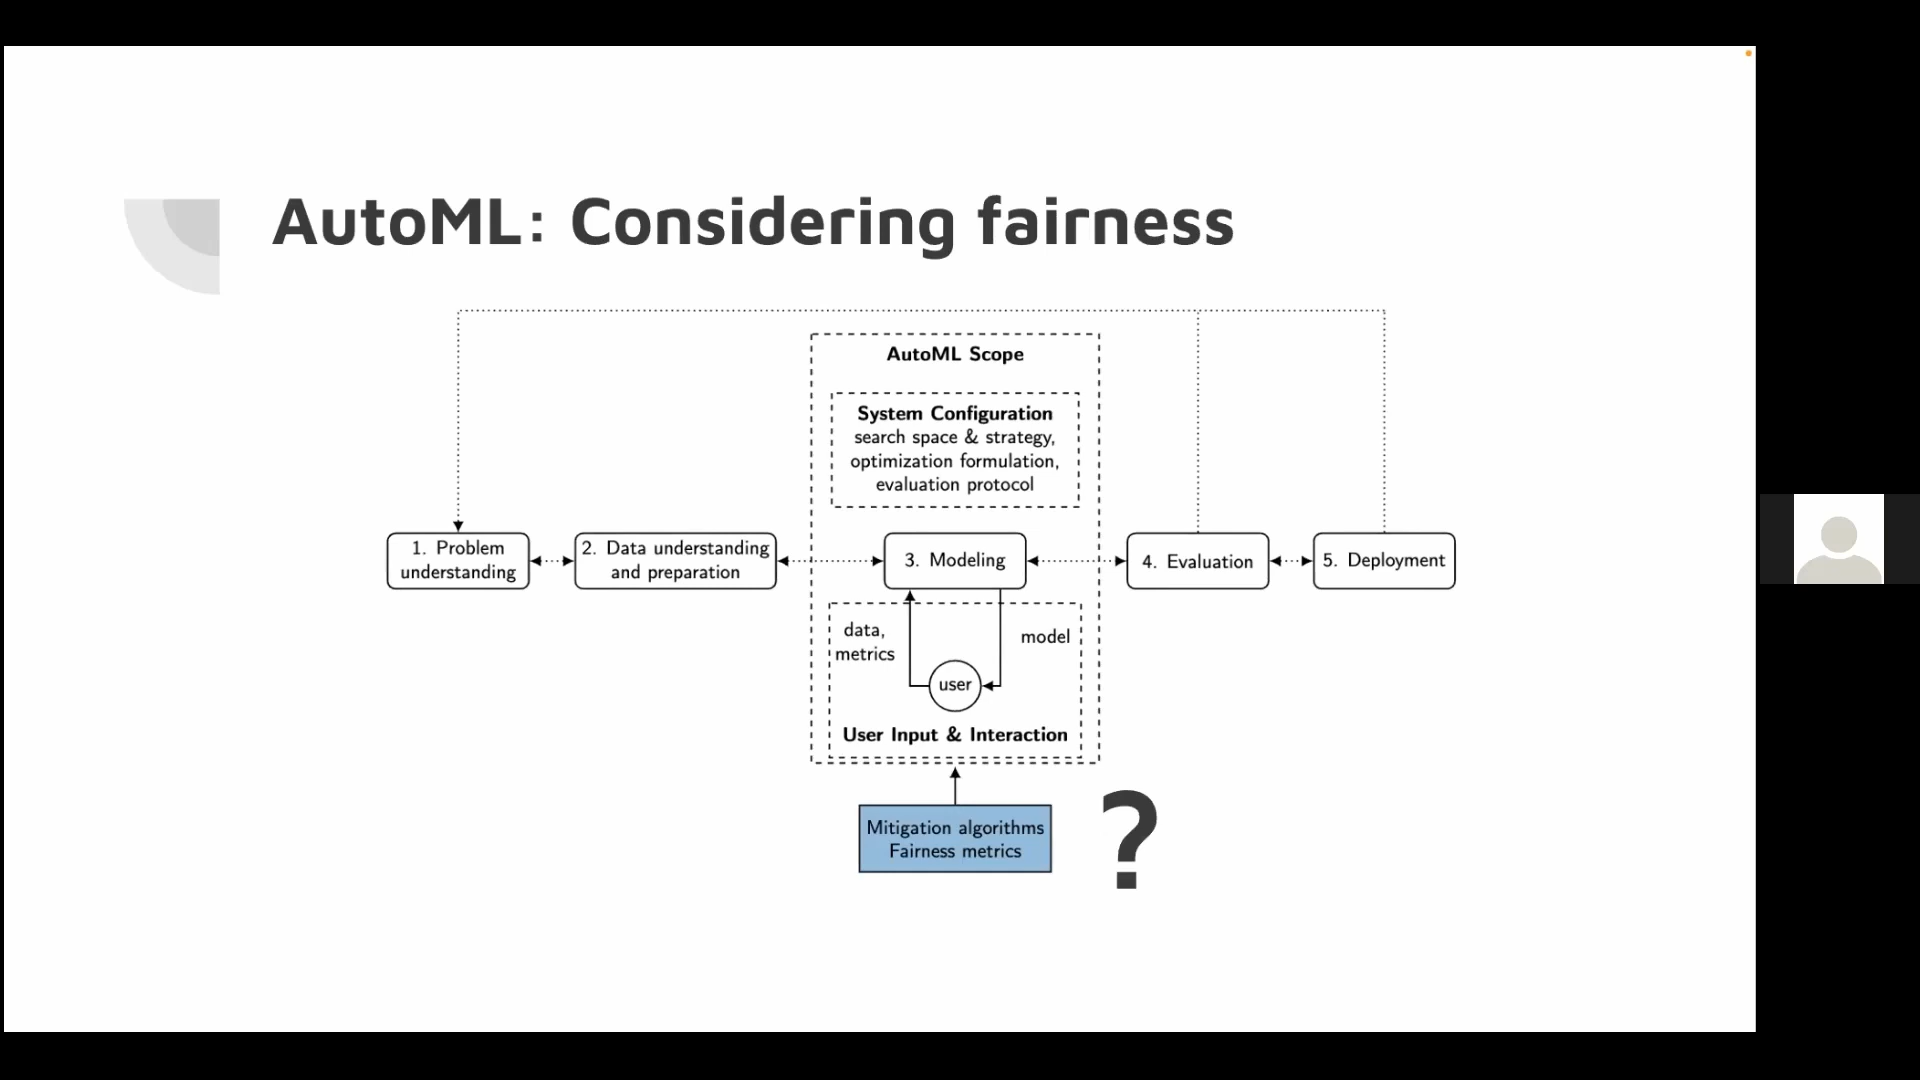 AutoML: Considering fairness
AutoML Scope
System Configuration
search space & strategy,
optimization formulation,
evaluation protocol
1. Problem
understanding
2. Data understanding
and preparation
3. Modeling
4. Evaluation
5. Deployment
data,
metrics
model
user
User Input & Interaction
Mitigation algorithms
Fairness metrics
?